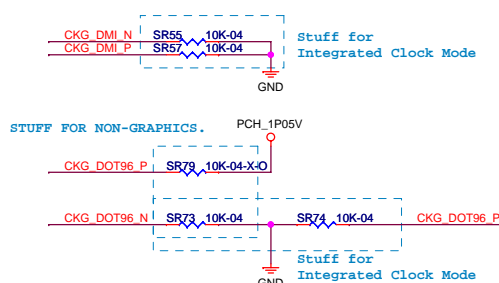 CKG_DMI_N SR55 10K-04
CKG_DMI_P SR57 10K-04
Stuff for
Integrated Clock Mode
GND
STUFF FOR NON-GRAPHICS.
PCH_1P05V
CKG_DOT96_P SR79 10K-04-X-O
CKG_DOT96_N SR73 10K-04 SR74 10K-04 CKG_DOT96_P
Stuff for
Integrated Clock Mode
GND